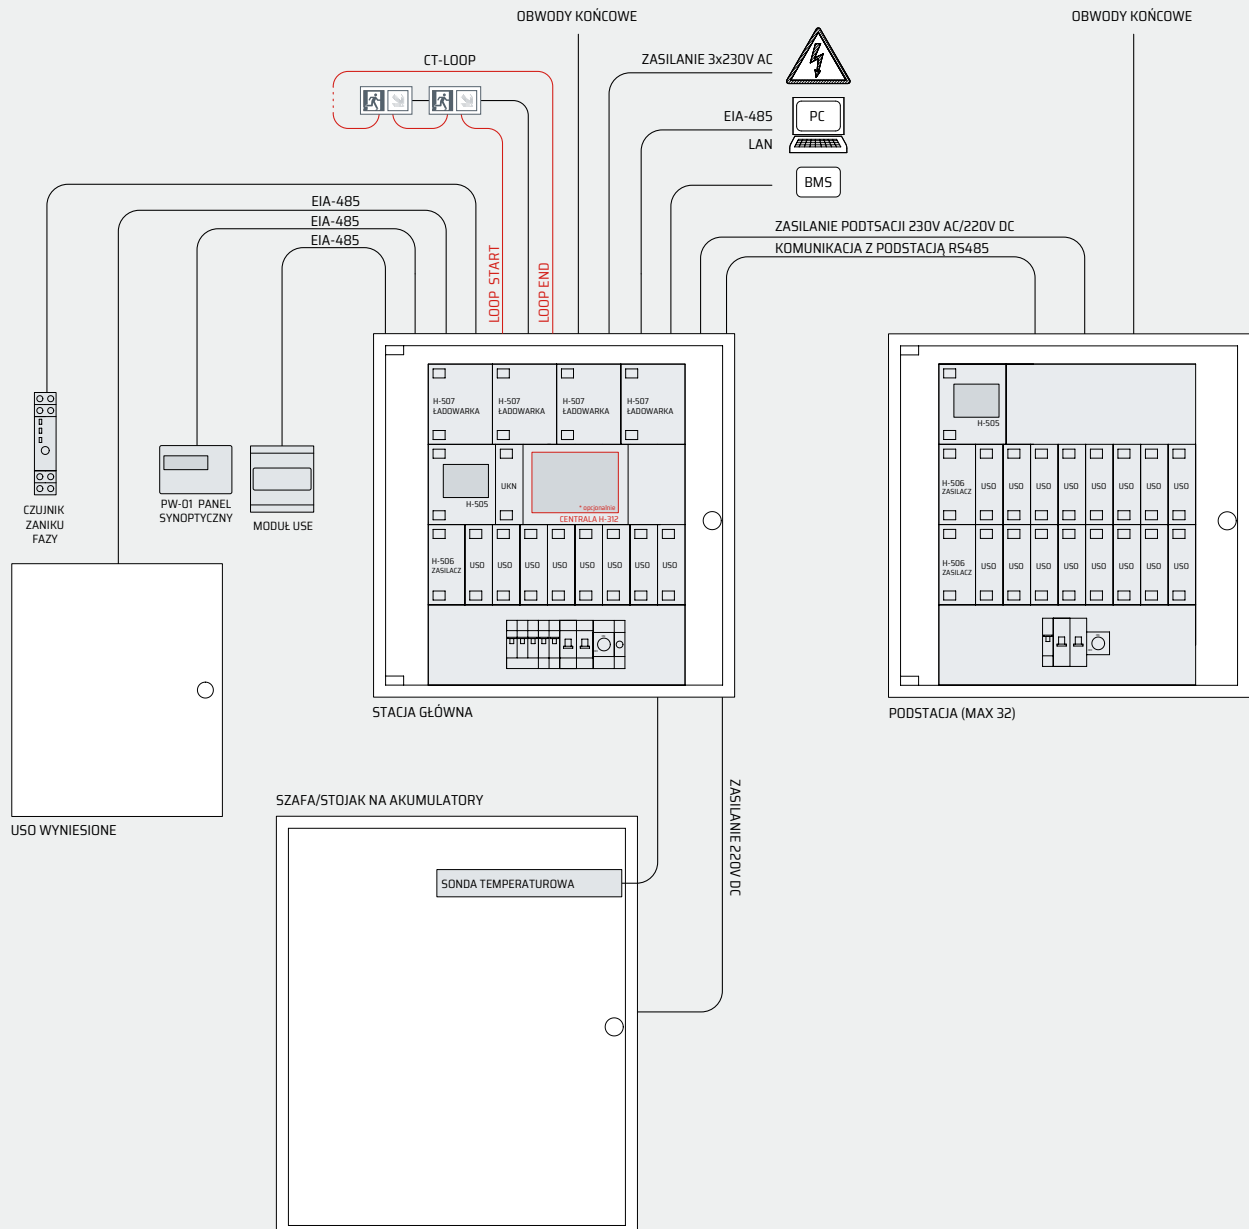 OBWODY KOŃCOWE
OBWODY KOŃCOWE
CT-LOOP
ZASILANIE 3x230V AC
EIA-485
LAN
PC
BMS
EIA-485
EIA-485
EIA-485
LOOP START
LOOP END
ZASILANIE PODTSACJI 230V AC/220V DC
KOMUNIKACJA Z PODSTACJĄ RS485
H-507
ŁADOWARKA
H-507
ŁADOWARKA
H-507
ŁADOWARKA
H-507
ŁADOWARKA
H-505
UKN
* opcjonalnie
CENTRALA H-312
H-506
ZASILACZ
USO
USO
USO
USO
USO
USO
USO
USO
STACJA GŁÓWNA
H-505
H-506
ZASILACZ
USO
USO
USO
USO
USO
USO
USO
USO
H-506
ZASILACZ
USO
USO
USO
USO
USO
USO
USO
USO
PODSTACJA (MAX 32)
CZUJNIK
ZANIKU
FAZY
PW-01 PANEL
SYNOPTYCZNY
MODUŁ USE
USO WYNIESIONE
SZAFA/STOJAK NA AKUMULATORY
SONDA TEMPERATUROWA
ZASILANIE 220V DC